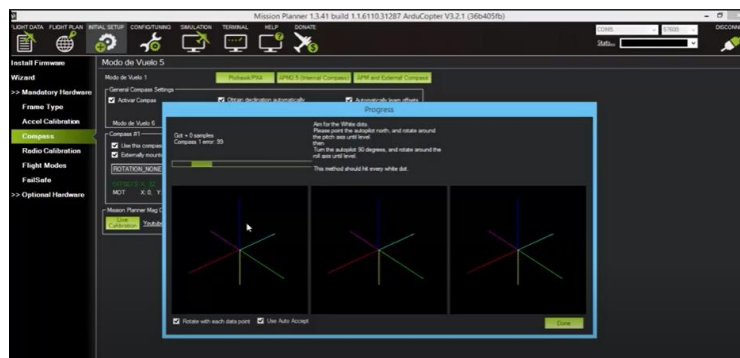 Mission Planner 1.3.41 build 1.1.6110.31287 ArduCopter V3.2.1 (36b405fb)
FLIGHT DATA FLIGHT PLAN INITIAL SETUP CONFIG/TUNING SIMULATION TERMINAL HELP DONATE
COM5 57600 DISCONN
Stats...
Install Firmware
Wizard
>> Mandatory Hardware
Frame Type
Accel Calibration
Compass
Radio Calibration
Flight Modes
FailSafe
>> Optional Hardware
Modo de Vuelo 5
Modo de Vuelo 1
Pixhawk/PX4 APM2.5 (Internal Compass) APM and External Compass
General Compass Settings
Activar Compas Obtain declination automatically Automatically learn offsets
Modo de Vuelo 6
Compass #1
Use this compass
Externally mounte
ROTATION_NONE
MOT X: 0, Y
Mission Planner Mag C
Live Calibration Youtube
Progress
Got + 0 samples
Compass 1 error: 99
Aim for the White dots
Please point the autopilot north, and rotate around
the pitch axis until level.
then
Turn the autopilot 90 degrees, and rotate around the
roll axis until level.
This method should hit every white dot.
Rotate with each data point Use Auto Accept
Done